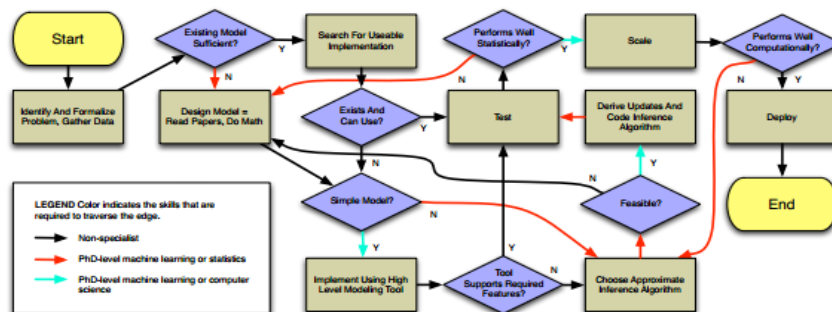 Start
Existing Model
Sufficient?
Y
N
Search For Useable
Implementation
Performs Well
Statistically?
Y
N
Scale
Performs Well
Computationally?
N
Y
Identify And Formalize
Problem, Gather Data
Design Model =
Read Papers, Do Math
Exists And
Can Use?
Y
N
Test
Derive Updates And
Code Inference
Algorithm
Deploy
Y
N
LEGEND Color indicates the skills that
are required to traverse the edge.
Non-specialist
PhD-level machine learning or statistics
PhD-level machine learning or computer
science
Simple Model?
N
Y
Feasible?
End
Implement Using High
Level Modeling Tool
Y
Tool
Supports Required
Features?
N
Choose Approximate
Inference Algorithm